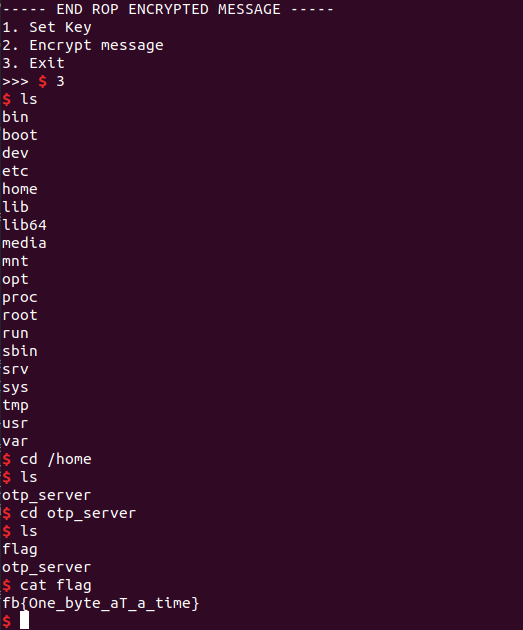 ----- END ROP ENCRYPTED MESSAGE -----
1. Set Key
2. Encrypt message
3. Exit
>>> $ 3
$ ls
bin
boot
dev
etc
home
lib
lib64
media
mnt
opt
proc
root
run
sbin
srv
sys
tmp
usr
var
$ cd /home
$ ls
otp_server
$ cd otp_server
$ ls
flag
otp_server
$ cat flag
fb{One_byte_aT_a_time}
$